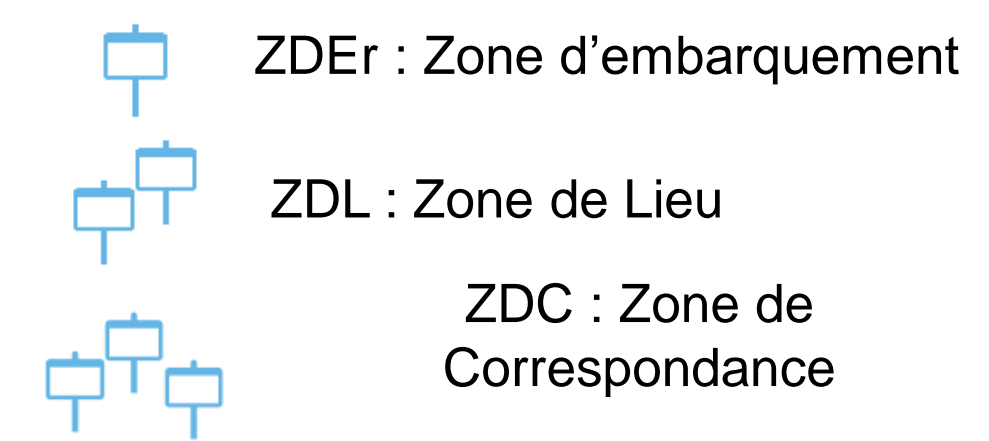 ZDEr : Zone d’embarquement
ZDL : Zone de Lieu
ZDC : Zone de
Correspondance